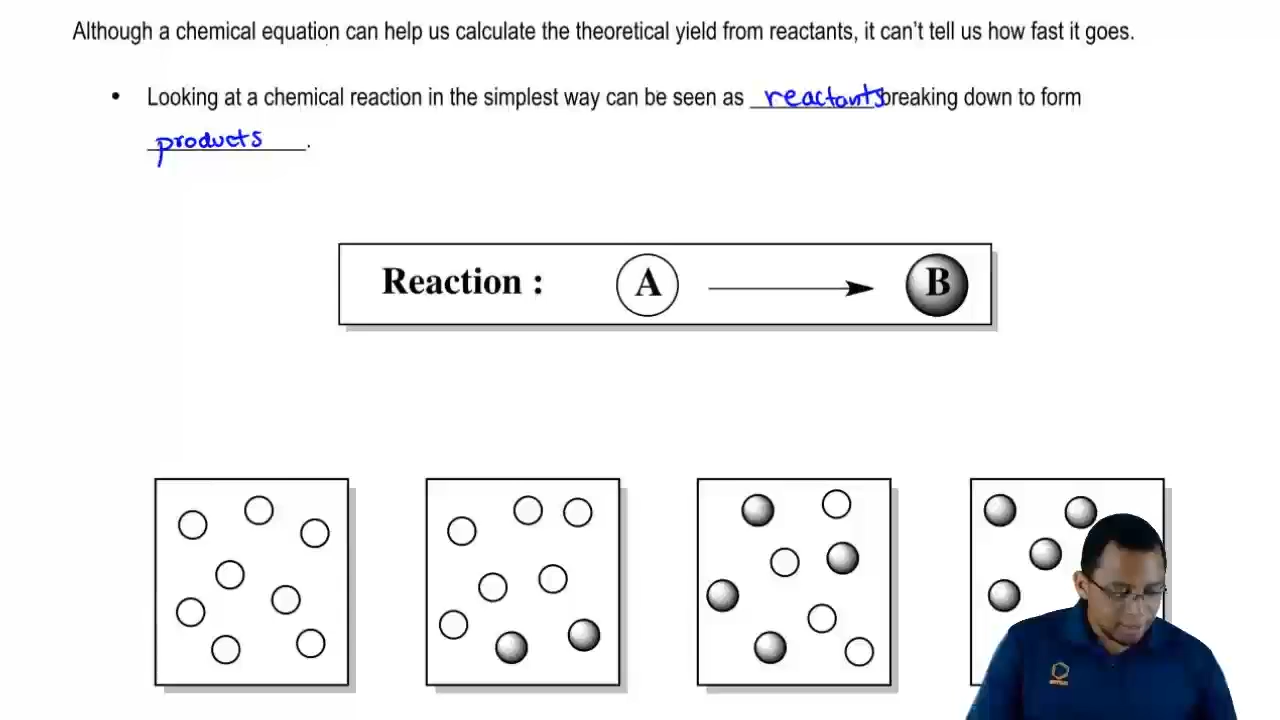 Although a chemical equation can help us calculate the theoretical yield from reactants, it can't tell us how fast it goes.
• Looking at a chemical reaction in the simplest way can be seen as reactants breaking down to form
products.
Reaction : A B